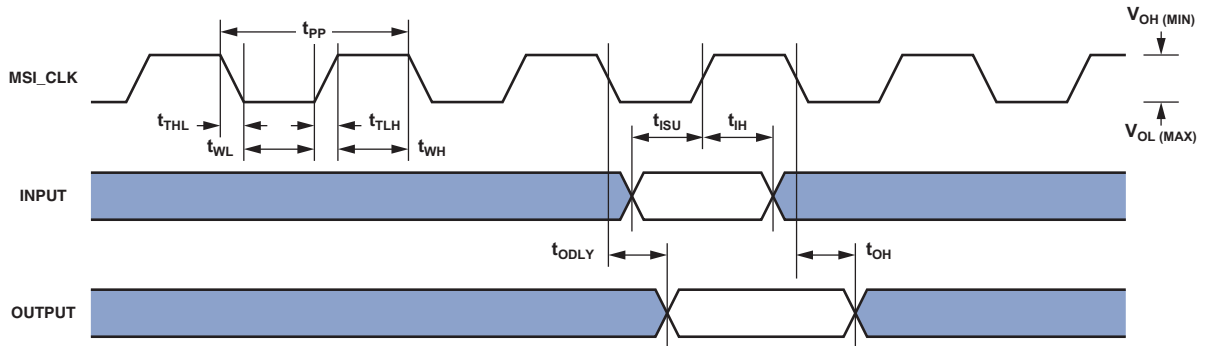 tPP
VOH (MIN)
MSI_CLK
tTHL
tTLH
tISU
tIH
VOL (MAX)
tWL
tWH
INPUT
tODLY
tOH
OUTPUT